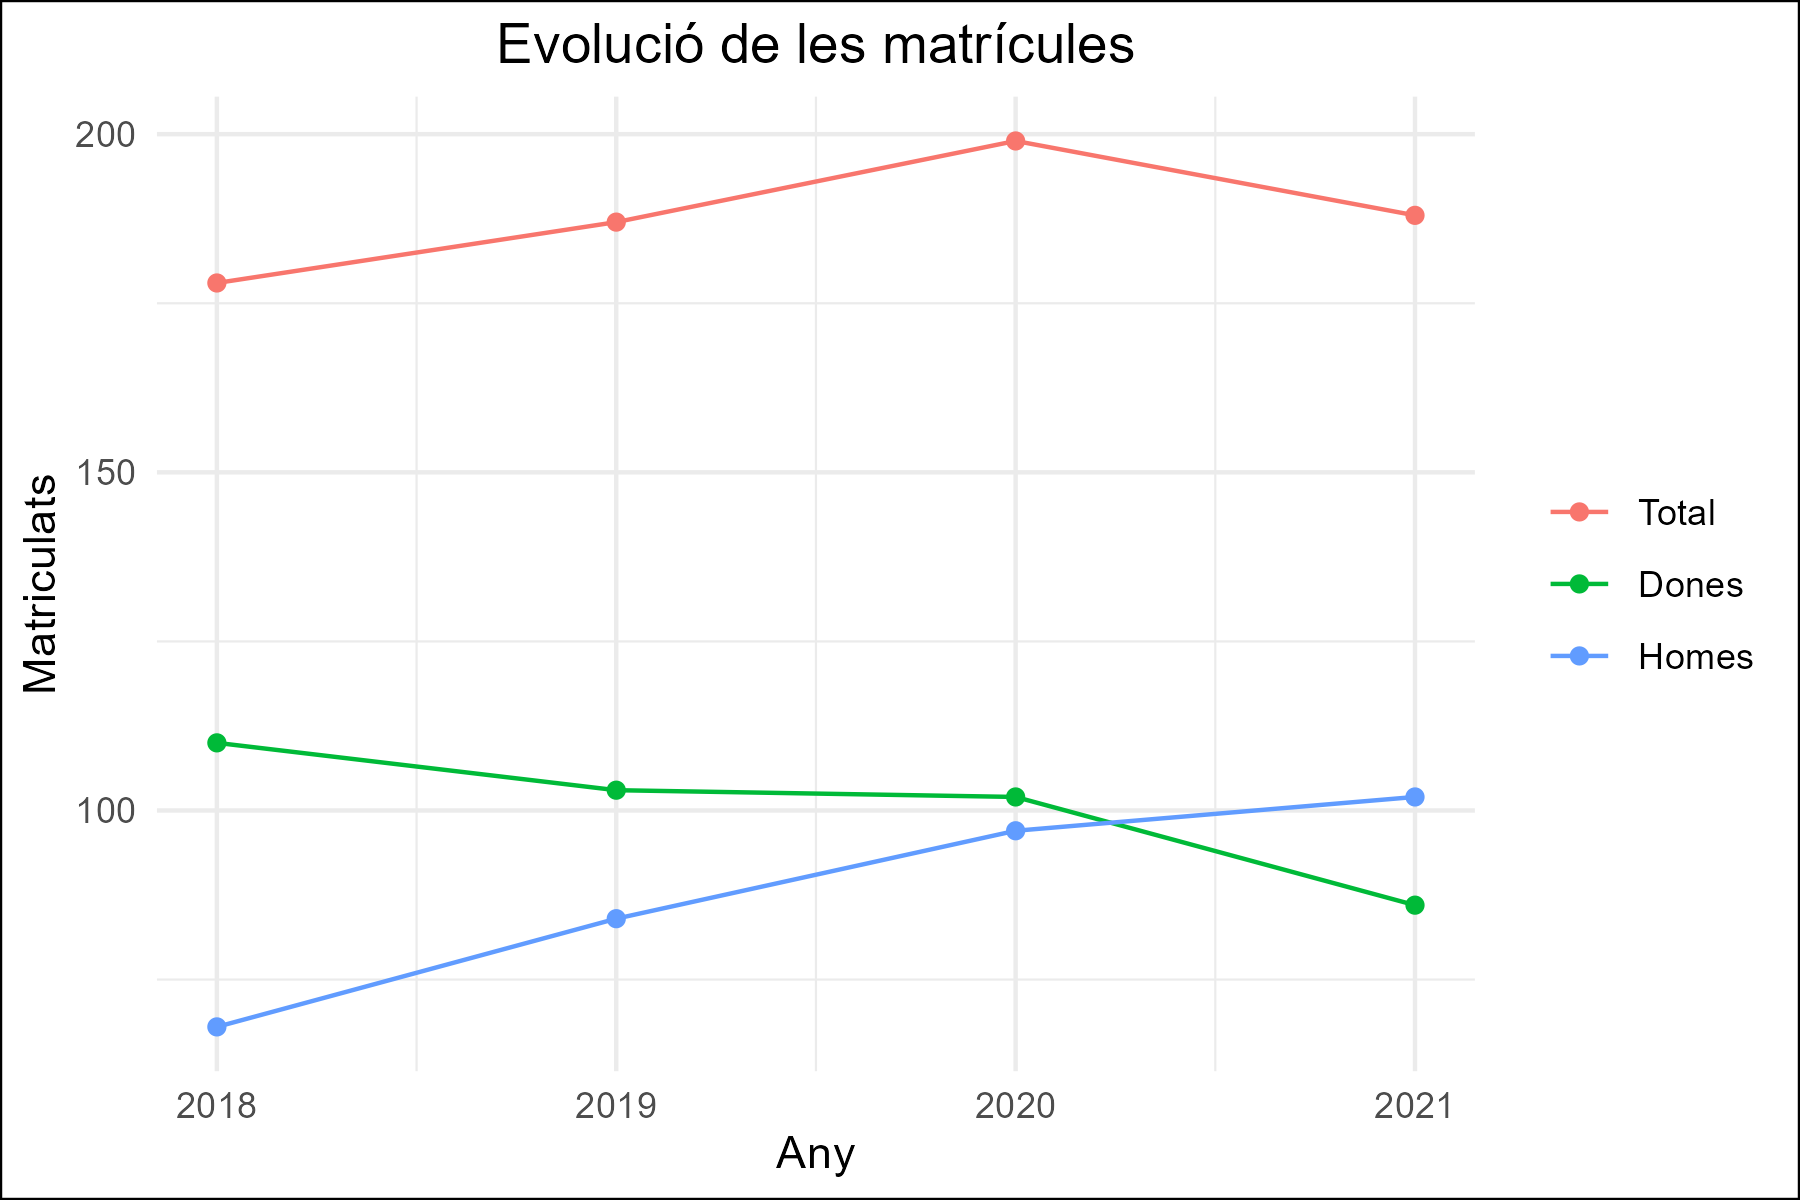 Evolució de les matrícules
200
150
100
Matriculats
2018 2019 2020 2021
Any
Total
Dones
Homes